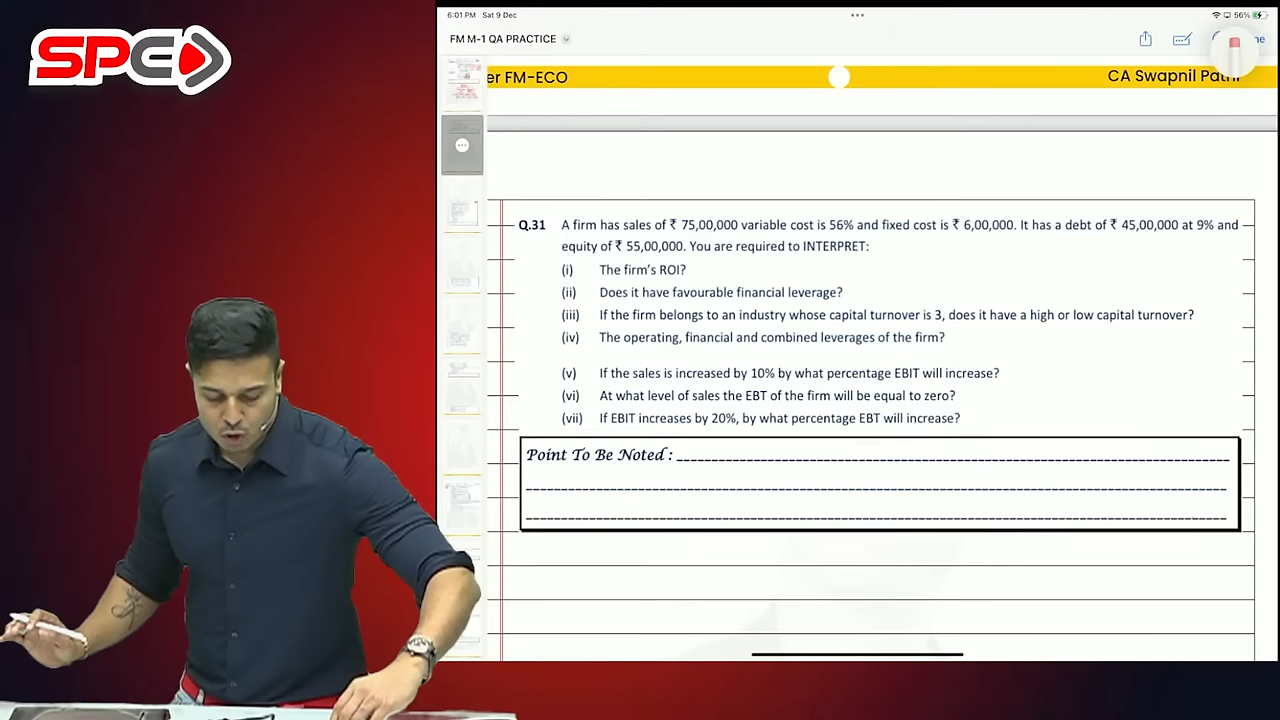 SPC
6:01 PM Sat 9 Dec
56%
FM M-1 QA PRACTICE
er FM-ECO
CA Swapnil Patni
Q.31 A firm has sales of ₹ 75,00,000 variable cost is 56% and fixed cost is ₹ 6,00,000. It has a debt of ₹ 45,00,000 at 9% and
equity of ₹ 55,00,000. You are required to INTERPRET:
(i) The firm's ROI?
(ii) Does it have favourable financial leverage?
(iii) If the firm belongs to an industry whose capital turnover is 3, does it have a high or low capital turnover?
(iv) The operating, financial and combined leverages of the firm?
(v) If the sales is increased by 10% by what percentage EBIT will increase?
(vi) At what level of sales the EBT of the firm will be equal to zero?
(vii) If EBIT increases by 20%, by what percentage EBT will increase?
Point To Be Noted :